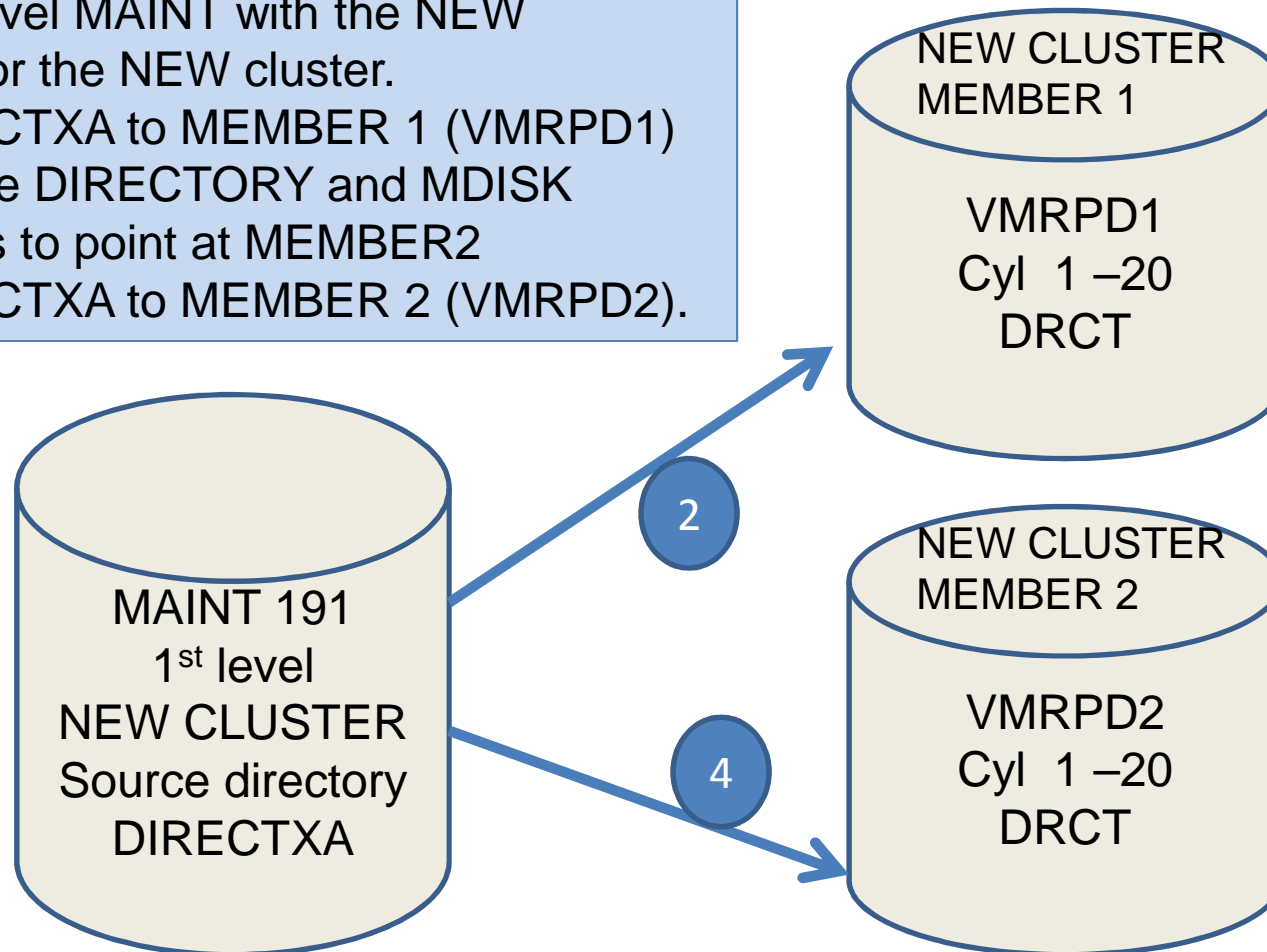 vel MAINT with the NEW
or the NEW cluster.
CTXA to MEMBER 1 (VMRPD1)
e DIRECTORY and MDISK
s to point at MEMBER2
CTXA to MEMBER 2 (VMRPD2).
NEW CLUSTER
MEMBER 1
VMRPD1
Cyl 1 –20
DRCT
2
NEW CLUSTER
MEMBER 2
VMRPD2
Cyl 1 –20
DRCT
4
MAINT 191
1st level
NEW CLUSTER
Source directory
DIRECTXA